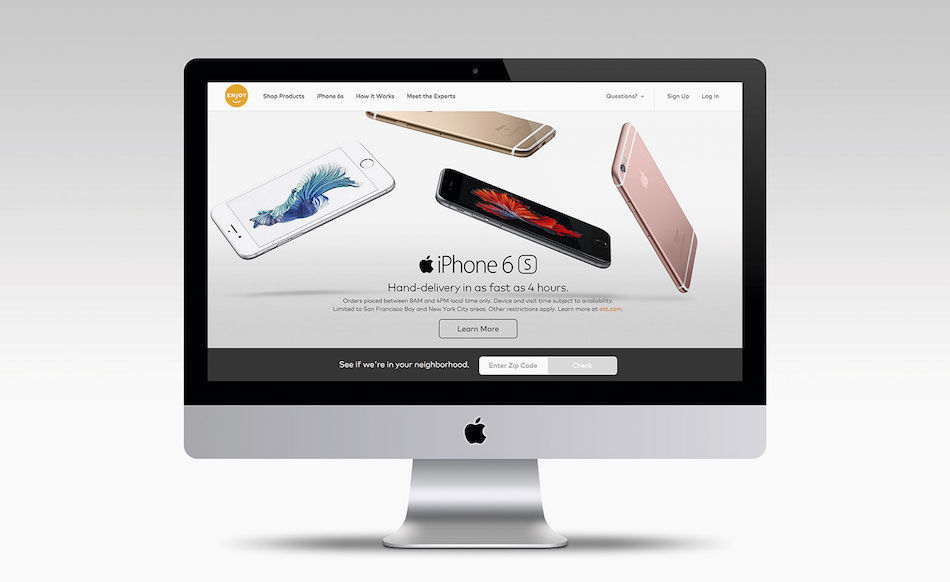 ENJOY
Shop Products
iPhone 6s
How it Works
Meet the Experts
Questions?
Sign Up
Log In
iPhone 6 S
Hand-delivery in as fast as 4 hours.
Orders placed between 8AM and 4PM local time only. Device and visit time subject to availability.
Limited to San Francisco Bay and New York City areas. Other restrictions apply. Learn more at att.com.
Learn More
See if we're in your neighborhood.
Enter Zip Code
Check